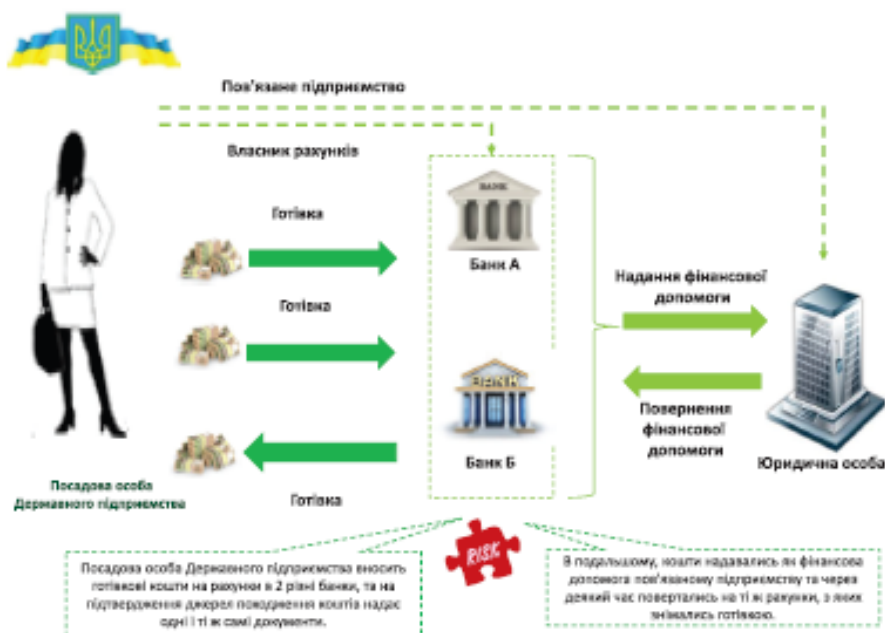 Пов'язане підприємство
Власник рахунків
Готівка
БАНК
Банк А
Готівка
Надання фінансової
допомоги
BANK
Повернення
фінансової
допомоги
Банк Б
Юридична особа
Посадова особа
Державного підприємства
Готівка
RISK
Посадова особа Державного підприємства вносить
готівкові кошти на рахунки в 2 різні банки, та на
підтвердження джерел походження коштів надає
одні і ті ж самі документи.
В подальшому, кошти надавались як фінансова
допомога пов'язаному підприємству та через
деякий час повертались на ті ж рахунки, з яких
знімались готівкою.